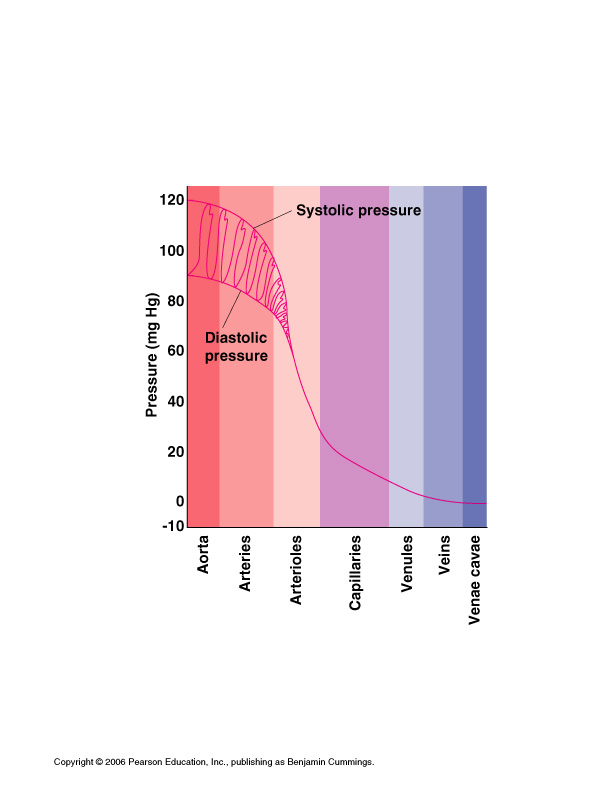 120
Systolic pressure
100
80
Diastolic
pressure
60
40
20
0
-10
Pressure (mm Hg)
Aorta
Arteries
Arterioles
Capillaries
Venules
Veins
Venae cavae
Copyright © 2006 Pearson Education, Inc., publishing as Benjamin Cummings.